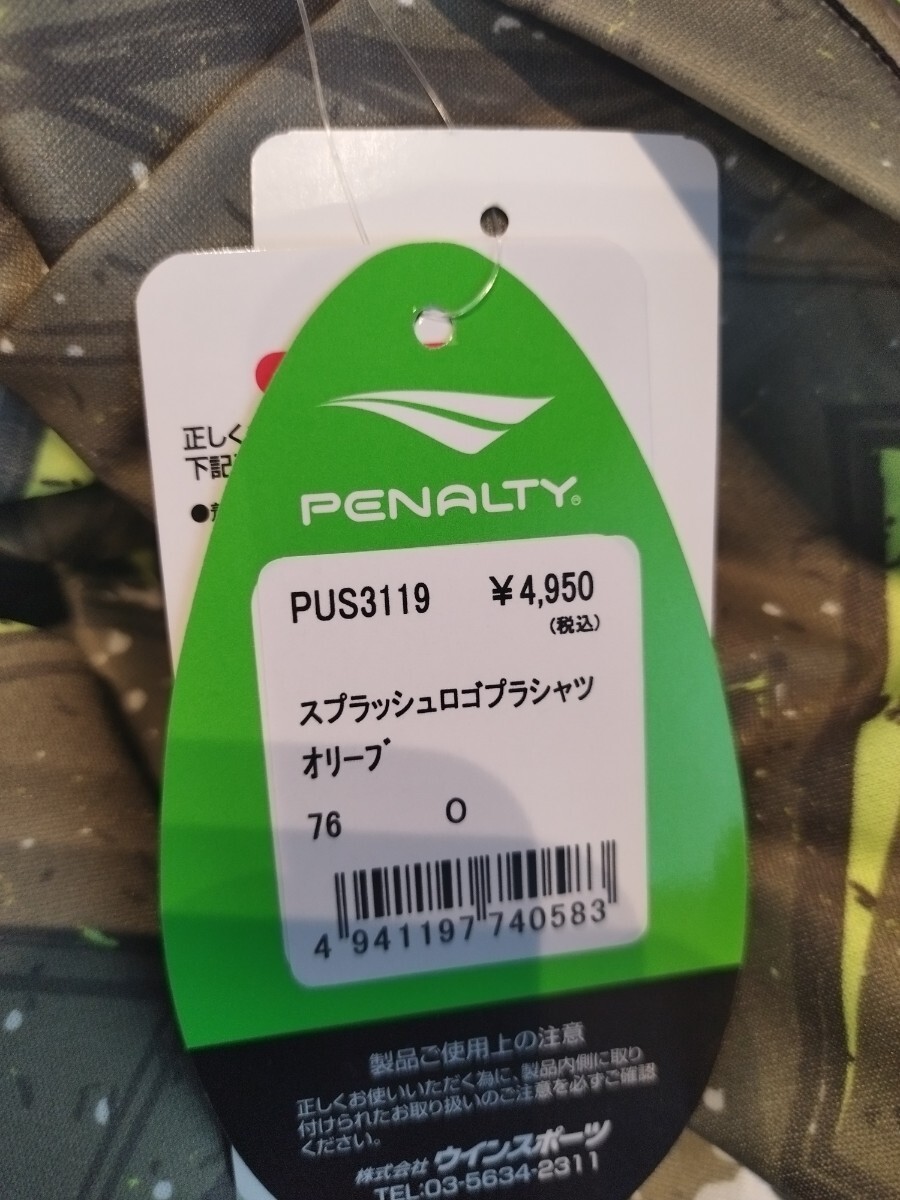 正しく
下記
PENALTY®
PUS3119 ¥4,950
(税込)
スプラッシュロゴプラシャツ
オリーブ
76 O
4 941197 740583
製品ご使用上の注意
正しくお使いいただく為に、製品内側に取り
付けられたお取り扱いのご注意を必ずご確認
ください。
株式会社ウインスポーツ
TEL:03-5634-2311